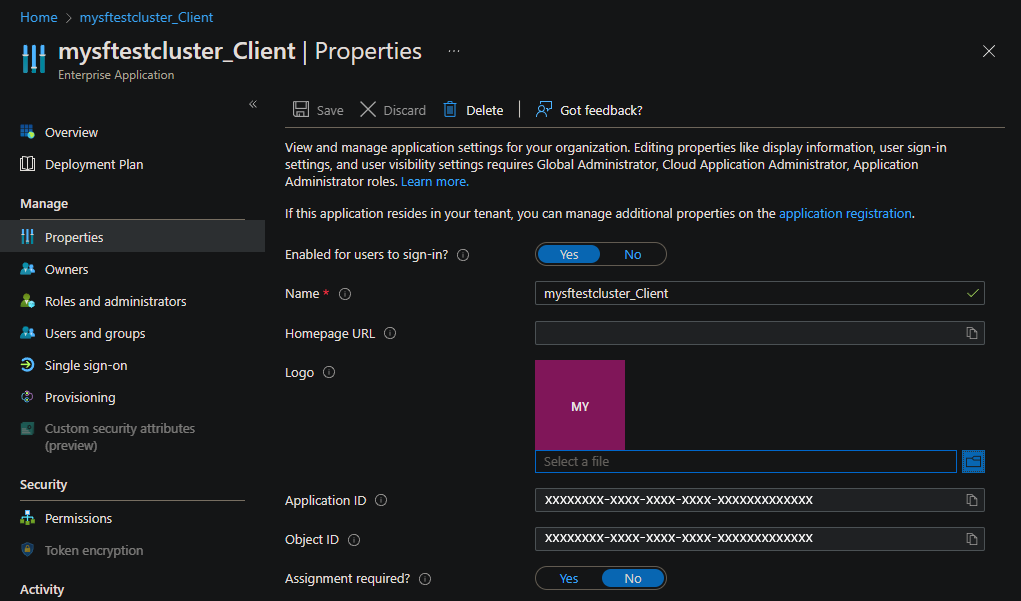 Home > mysftestcluster_Client
mysftestcluster_Client | Properties ...
Enterprise Application
«
Overview
Deployment Plan
Manage
Properties
Owners
Roles and administrators
Users and groups
Single sign-on
Provisioning
Custom security attributes
(preview)
Security
Permissions
Token encryption
Activity
Save Discard Delete | Got feedback?
View and manage application settings for your organization. Editing properties like display information, user sign-in
settings, and user visibility settings requires Global Administrator, Cloud Application Administrator, Application
Administrator roles. Learn more.
If this application resides in your tenant, you can manage additional properties on the application registration.
Enabled for users to sign-in? Yes No
Name * mysftestcluster_Client
Homepage URL
Logo
MY
Select a file
Application ID XXXXXXXX-XXXX-XXXX-XXXX-XXXXXXXXXXXXX
Object ID XXXXXXXX-XXXX-XXXX-XXXX-XXXXXXXXXXXXX
Assignment required? Yes No